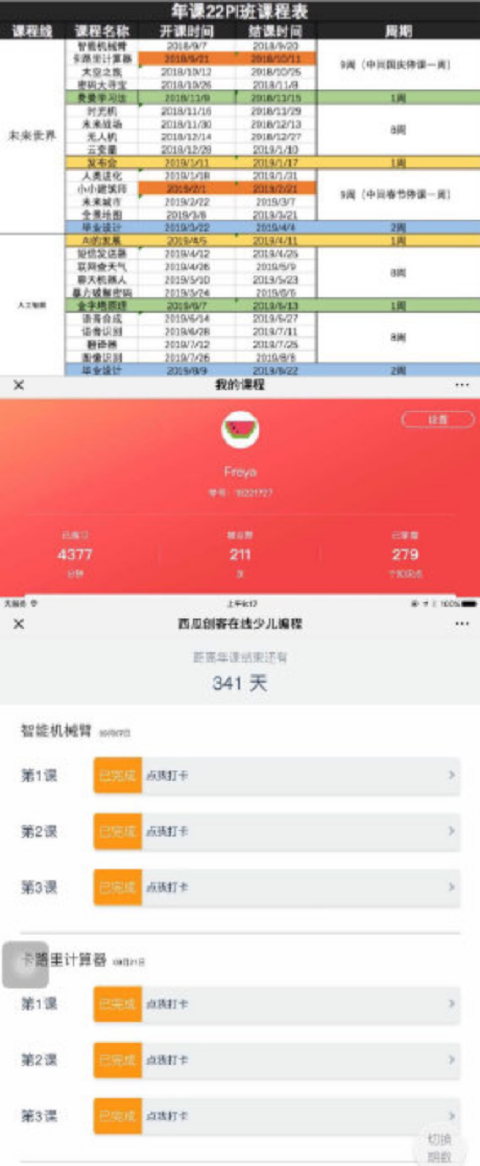 年课22PI班课程表
课程线 课程名称 开课时间 结课时间 周期
智能机械臂 2018/9/7 2018/9/20
卡路里计算器 2018/9/21 2018/10/11 9周（中间国庆停课一周）
太空之旅 2018/10/12 2018/10/25
密码大寻宝 2018/10/26 2018/11/8
费曼学习法 2018/11/9 2018/11/15 1周
时光机 2018/11/16 2018/11/29
未来战场 2018/11/30 2018/12/13 8周
未来世界
无人机 2018/12/14 2018/12/27
云变量 2018/12/28 2019/1/10
发布会 2019/1/11 2019/1/17 1周
人类进化 2019/1/18 2019/1/31
小小建筑师 2019/2/1 2019/2/21 9周（中间春节停课一周）
未来城市 2019/2/22 2019/3/7
全景地图 2019/3/8 2019/3/21
毕业设计 2019/3/22 2019/4/4 2周
AI的发展 2019/4/5 2019/4/11 1周
短信发送器 2019/4/12 2019/4/25
联网查天气 2019/4/26 2019/5/9 8周
聊天机器人 2019/5/10 2019/5/23
暴力破解密码 2019/5/24 2019/6/6
人工智能 金字塔原理 2019/6/7 2019/6/13 1周
语音合成 2019/6/14 2019/6/27
语音识别 2019/6/28 2019/7/11 8周
翻译器 2019/7/12 2019/7/25
图像识别 2019/7/26 2019/8/8
毕业设计 2019/8/9 2019/8/22 2周
× 我的课程 ···
设置
Freya
已练习
已掌握
4377 211 279
分钟 次 个知识点
无服务 上午9:17 100%
× 西瓜创客在线少儿编程 ···
距离年课结束还有
341 天
智能机械臂
第1课 已完成 点我打卡 >
第2课 已完成 点我打卡 >
第3课 已完成 点我打卡 >
卡路里计算器 09月21日
第1课 已完成 点我打卡 >
第2课 已完成 点我打卡 >
第3课 已完成 点我打卡 >
切换
期数